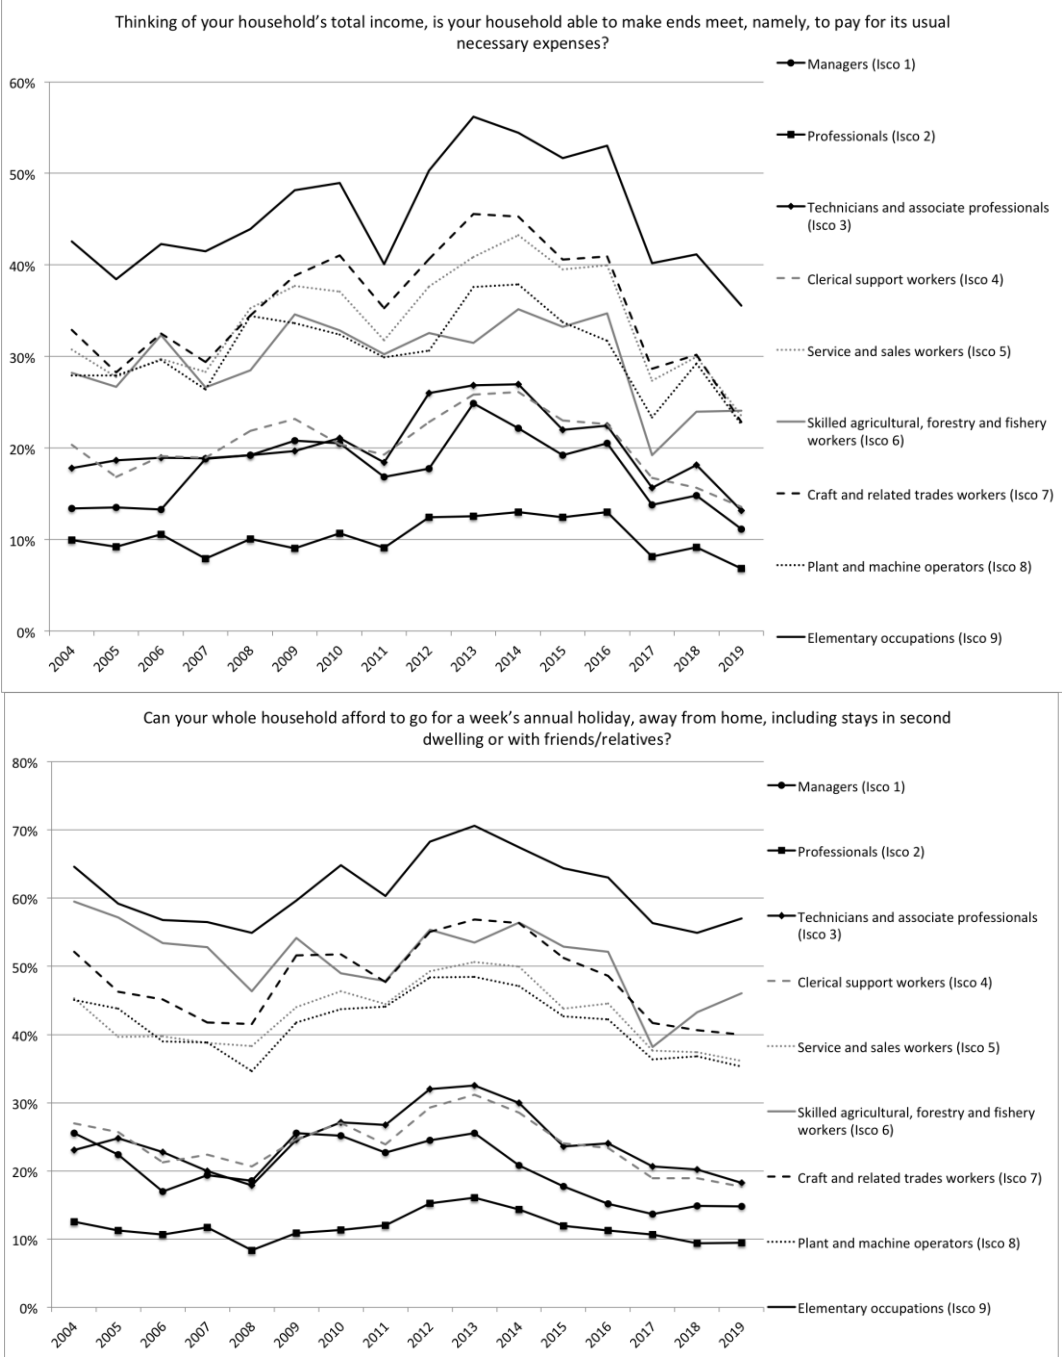 Thinking of your household’s total income, is your household able to make ends meet, namely, to pay for its usual
necessary expenses?
60%
50%
40%
30%
20%
10%
0%
2004
2005
2006
2007
2008
2009
2010
2011
2012
2013
2014
2015
2016
2017
2018
2019
Managers (Isco 1)
Professionals (Isco 2)
Technicians and associate professionals
(Isco 3)
Clerical support workers (Isco 4)
Service and sales workers (Isco 5)
Skilled agricultural, forestry and fishery
workers (Isco 6)
Craft and related trades workers (Isco 7)
Plant and machine operators (Isco 8)
Elementary occupations (Isco 9)
Can your whole household afford to go for a week’s annual holiday, away from home, including stays in second
dwelling or with friends/relatives?
80%
70%
60%
50%
40%
30%
20%
10%
0%
2004
2005
2006
2007
2008
2009
2010
2011
2012
2013
2014
2015
2016
2017
2018
2019
Managers (Isco 1)
Professionals (Isco 2)
Technicians and associate professionals
(Isco 3)
Clerical support workers (Isco 4)
Service and sales workers (Isco 5)
Skilled agricultural, forestry and fishery
workers (Isco 6)
Craft and related trades workers (Isco 7)
Plant and machine operators (Isco 8)
Elementary occupations (Isco 9)